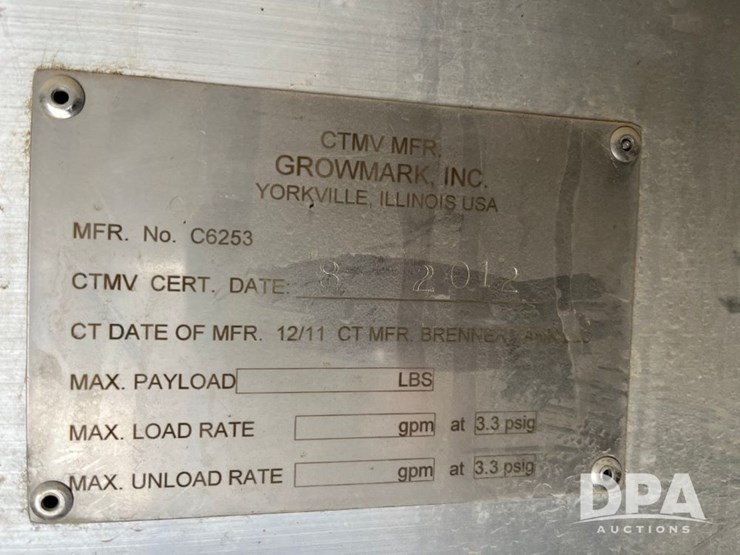 CTMV MFR.
GROWMARK, INC.
YORKVILLE, ILLINOIS USA
MFR. No. C6253
CTMV CERT. DATE: 8 2012
CT DATE OF MFR. 12/11 CT MFR. BRENNER
MAX. PAYLOAD LBS
MAX. LOAD RATE gpm at 3.3 psig
MAX. UNLOAD RATE gpm at 3.3 psig
DPA
AUCTIONS